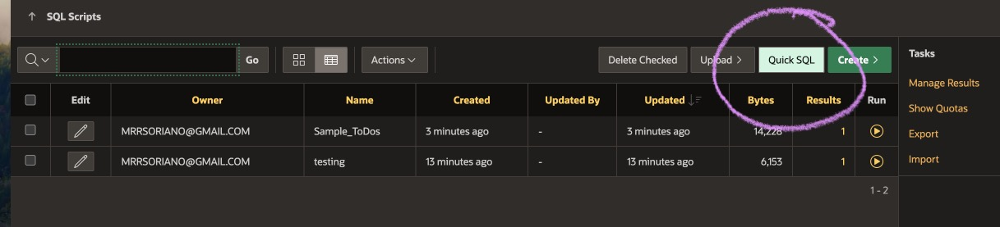 SQL Scripts
Go Actions Delete Checked Upload Quick SQL Create
Tasks
Manage Results
Show Quotas
Export
Import
Edit Owner Name Created Updated By Updated Bytes Results Run
MRRSORIANO@GMAIL.COM Sample_ToDos 3 minutes ago - 3 minutes ago 14,228 1
MRRSORIANO@GMAIL.COM testing 13 minutes ago - 13 minutes ago 6,153 1
1 - 2